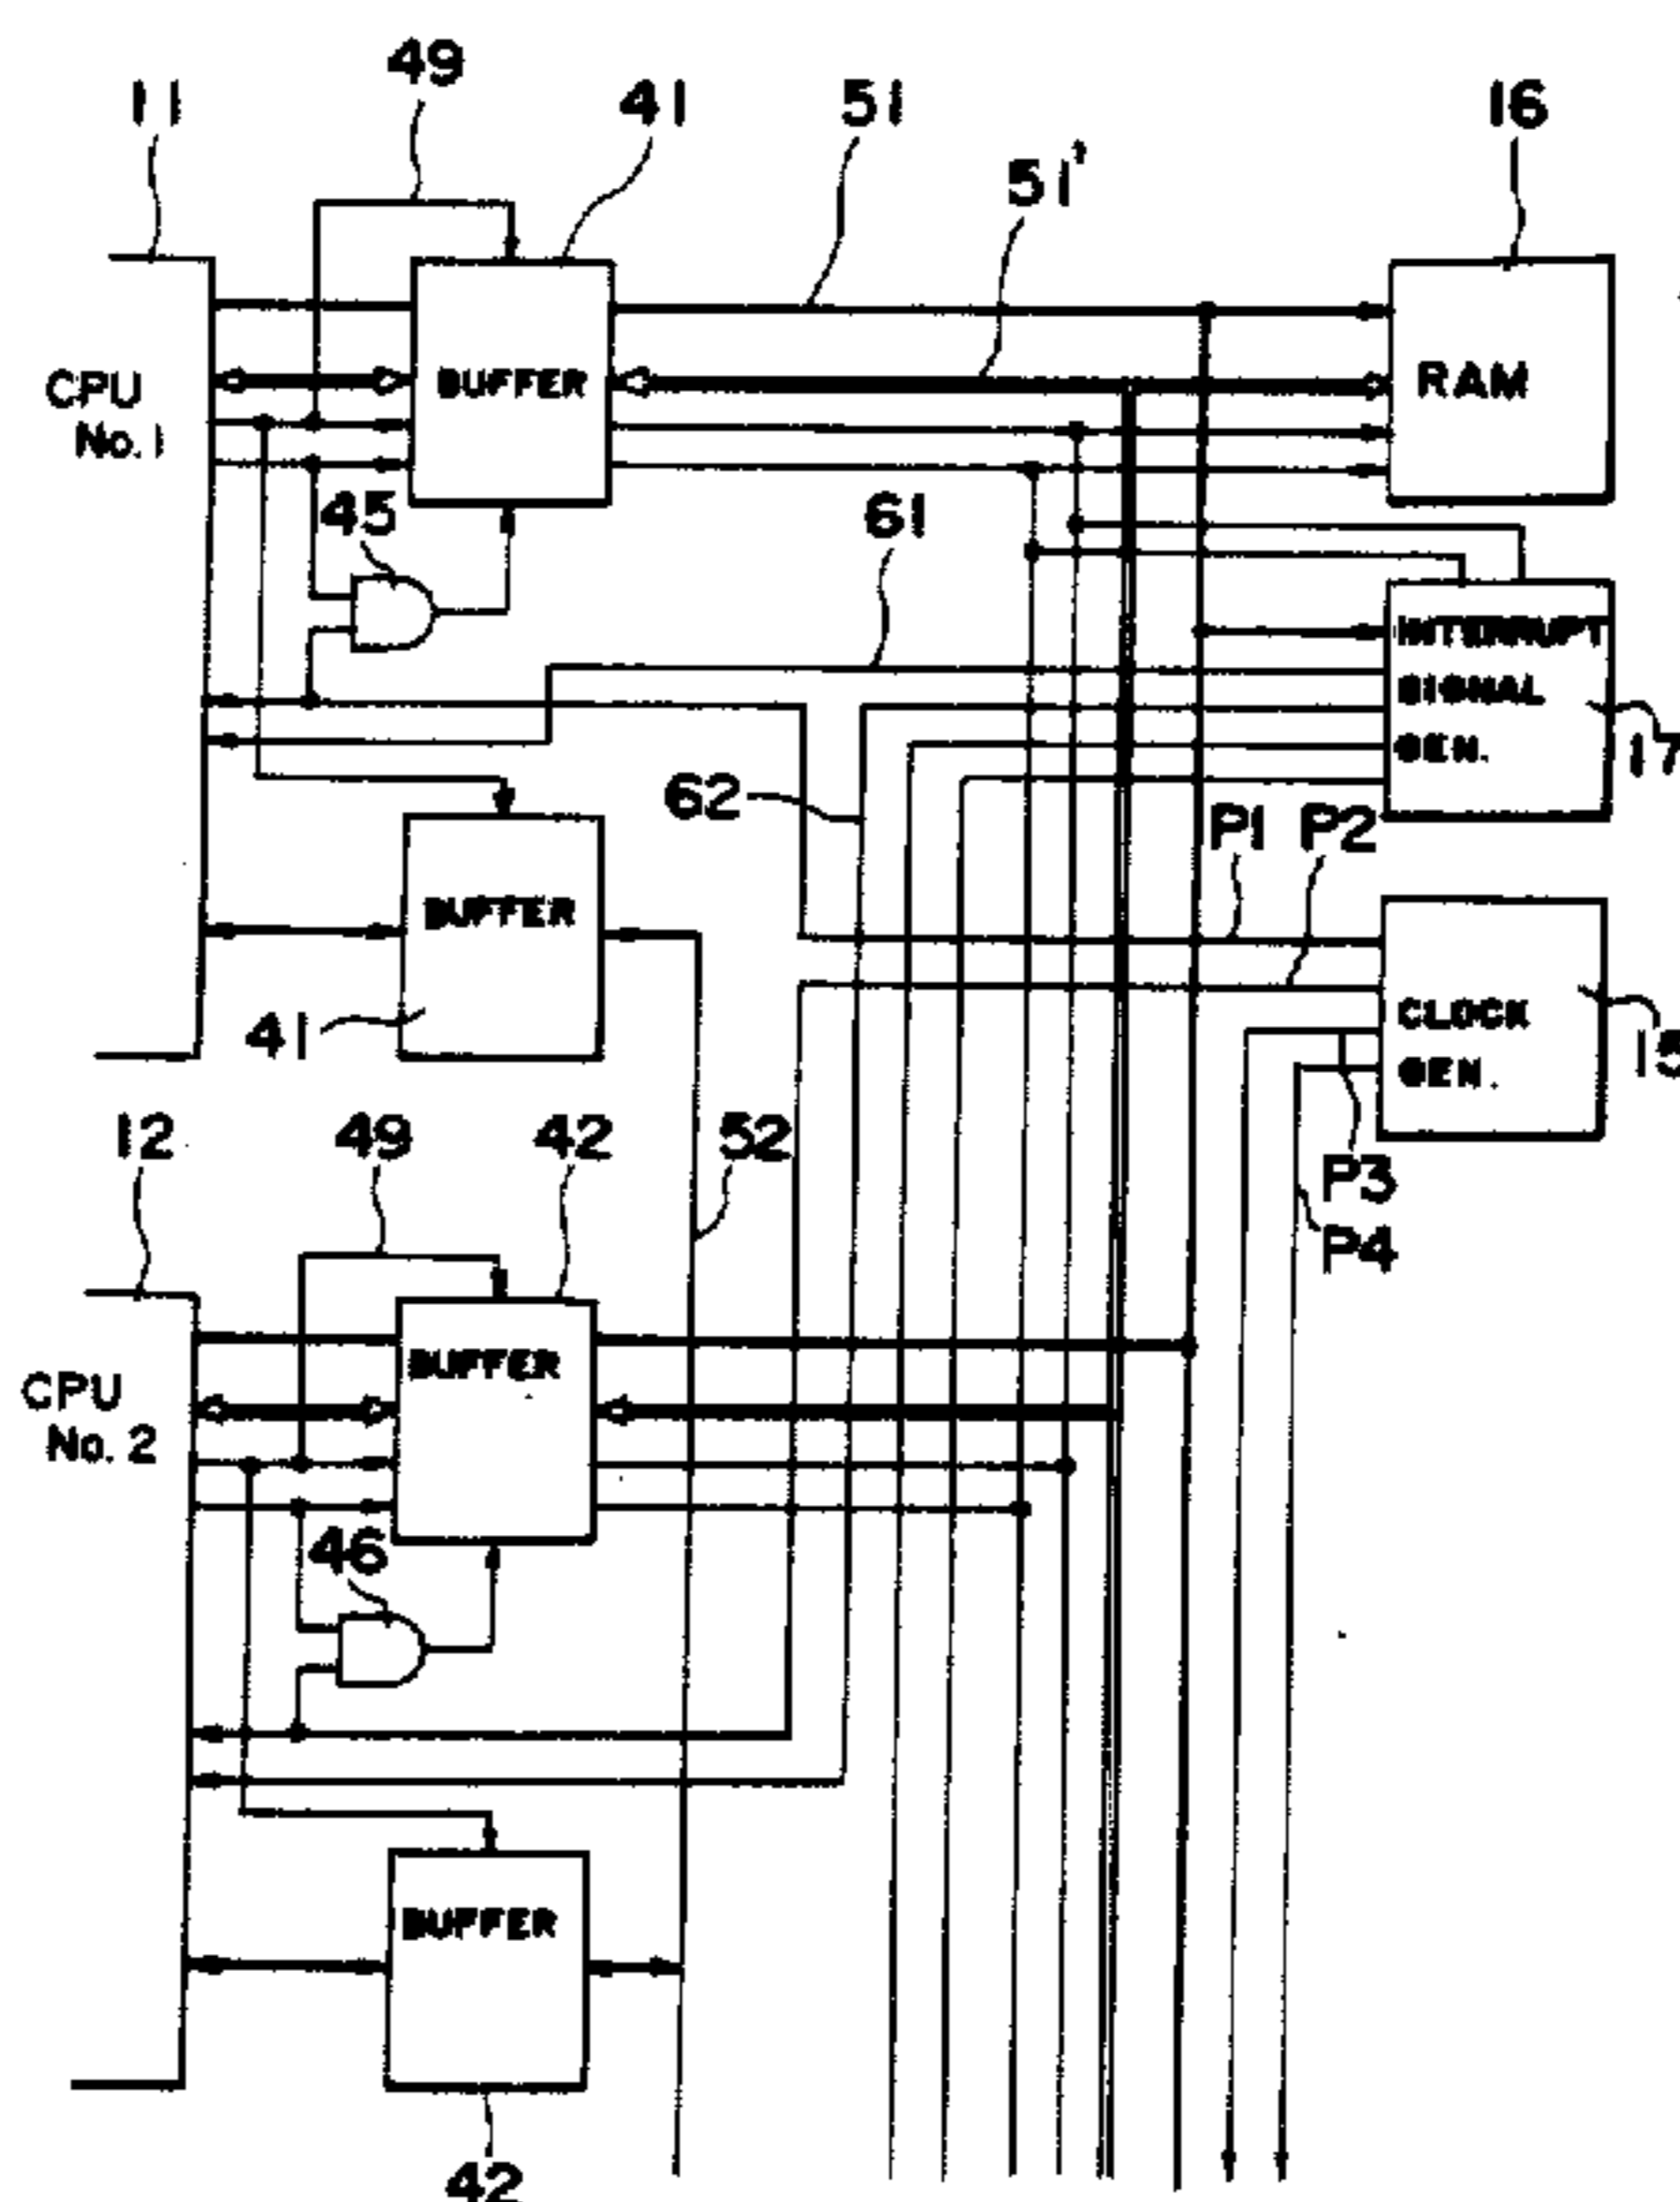 49
11
41
51
16
51'
CPU
No. 1
BUFFER
RAM
45
61
INTERRUPT
SIGNAL
GEN.
17
62
P1
P2
BUFFER
41
CLOCK
GEN.
15
12
49
42
52
P3
P4
BUFFER
CPU
No. 2
46
BUFFER
42